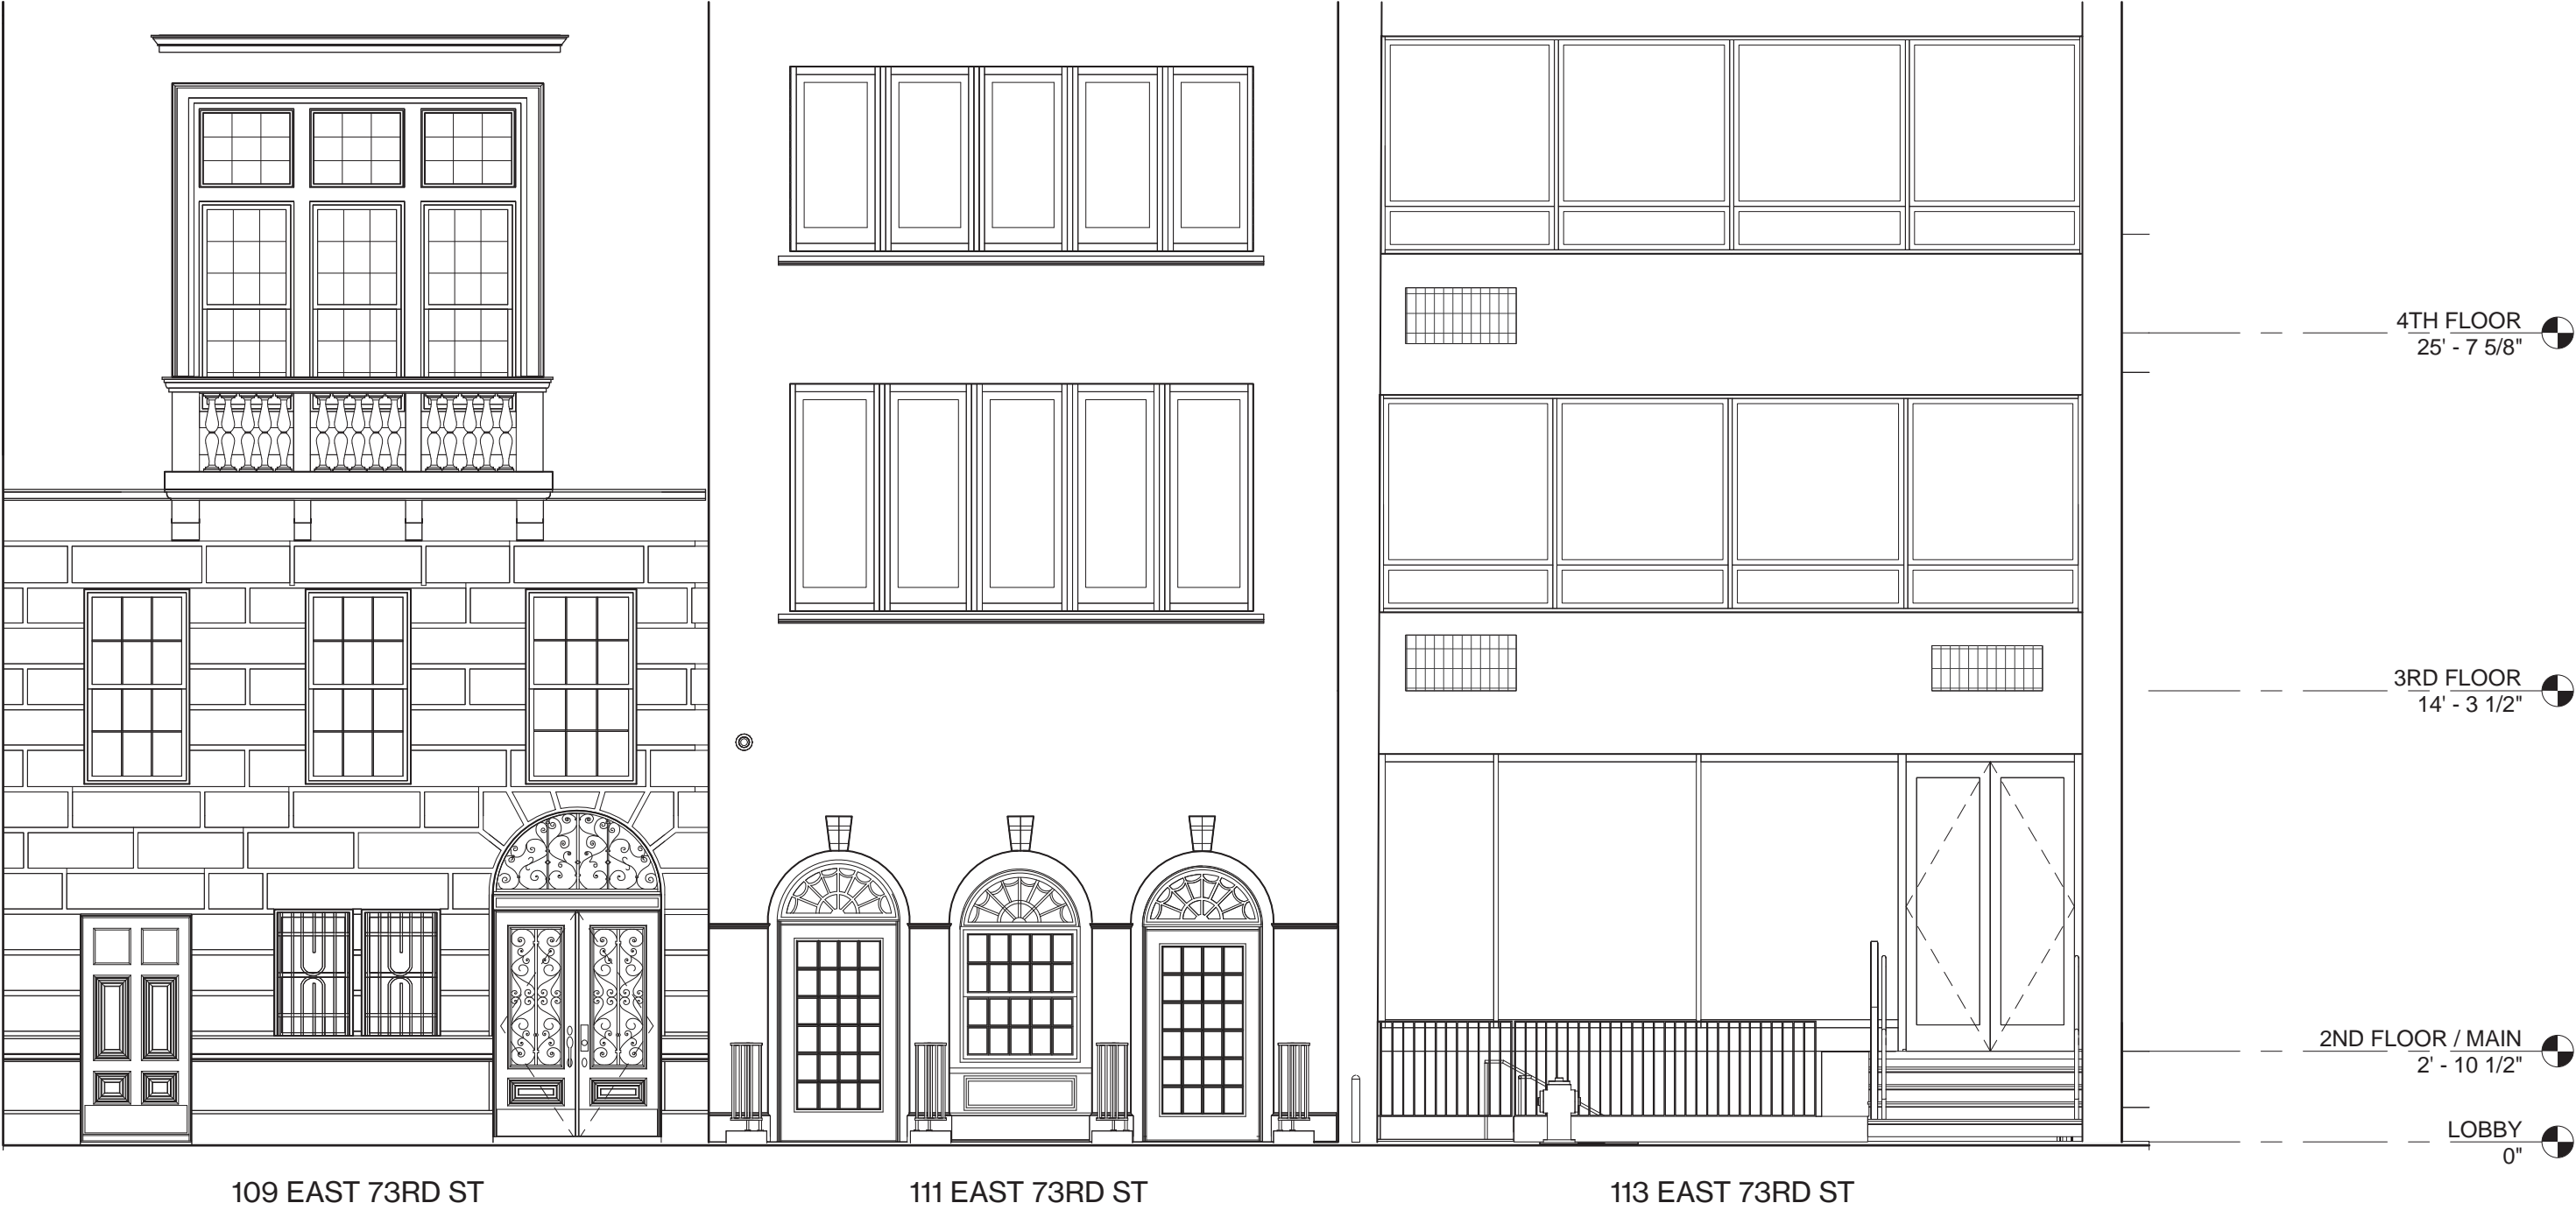 4TH FLOOR
25' - 7 5/8"
3RD FLOOR
14' - 3 1/2"
2ND FLOOR / MAIN
2' - 10 1/2"
LOBBY
0"
109 EAST 73RD ST
111 EAST 73RD ST
113 EAST 73RD ST